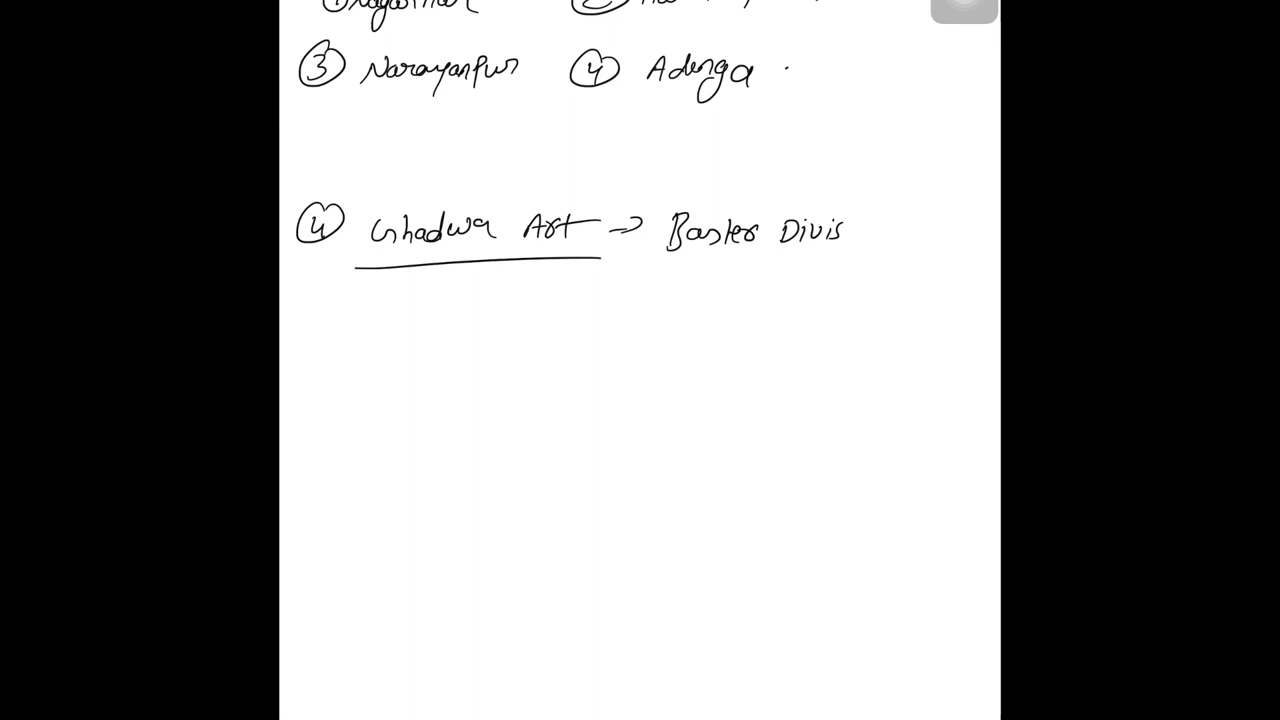 ③ Narayanpur ④ Adenga .
④ Ghadwa Art → Baster Divis